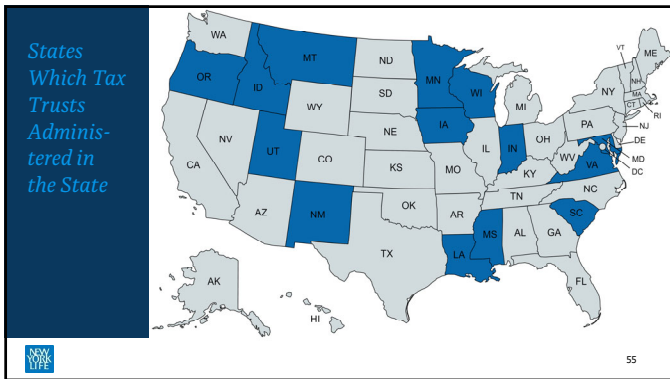 States
Which Tax
Trusts
Adminis-
tered in
the State
WA
OR
ID
MT
ND
SD
WY
NE
NV
UT
CO
KS
CA
AZ
NM
OK
TX
MN
WI
IA
MO
AR
LA
MS
IL
IN
MI
OH
KY
TN
AL
GA
FL
SC
NC
VA
WV
PA
NY
VT
NH
ME
MA
CT
RI
NJ
DE
MD
DC
AK
HI
NEW
YORK
LIFE
55